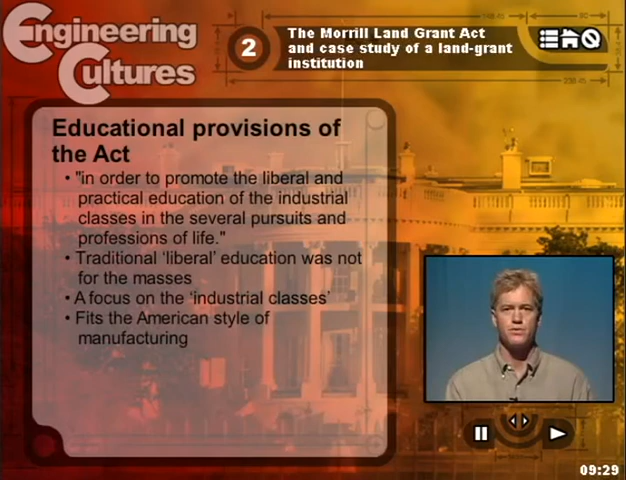 Engineering
Cultures
2
The Morrill Land Grant Act
and case study of a land-grant
institution
Educational provisions of
the Act
• "in order to promote the liberal and
practical education of the industrial
classes in the several pursuits and
professions of life."
• Traditional ‘liberal’ education was not
for the masses
• A focus on the ‘industrial classes’
• Fits the American style of
manufacturing
09:29